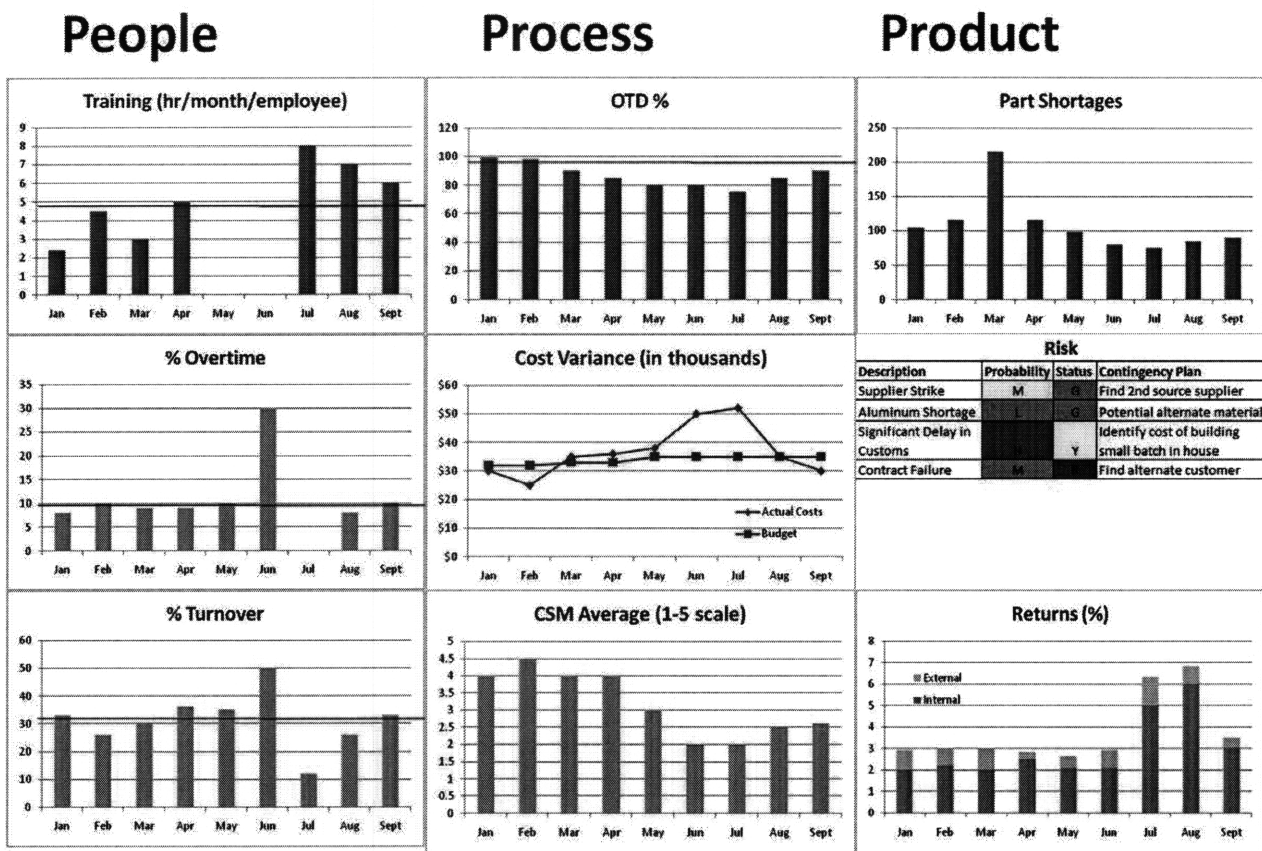 People Process Product
Training (hr/month/employee)
9
8
7
6
5
4
3
2
1
0
Jan Feb Mar Apr May Jun Jul Aug Sept
OTD %
120
100
80
60
40
20
0
Jan Feb Mar Apr May Jun Jul Aug Sept
Part Shortages
250
200
150
100
50
0
Jan Feb Mar Apr May Jun Jul Aug Sept
% Overtime
35
30
25
20
15
10
5
0
Jan Feb Mar Apr May Jun Jul Aug Sept
Cost Variance (in thousands)
$60
$50
$40
$30
$20
$10
$0
Actual Costs
Budget
Jan Feb Mar Apr May Jun Jul Aug Sept
Risk
Description Probability Status Contingency Plan
Supplier Strike M G Find 2nd source supplier
Aluminum Shortage L G Potential alternate material
Significant Delay in Identify cost of building
Customs Y small batch in house
Contract Failure M Find alternate customer
% Turnover
60
50
40
30
20
10
0
Jan Feb Mar Apr May Jun Jul Aug Sept
CSM Average (1-5 scale)
5
4.5
4
3.5
3
2.5
2
1.5
1
0.5
0
Jan Feb Mar Apr May Jun Jul Aug Sept
Returns (%)
8
7
6
5
4
3
2
1
0
External
Internal
Jan Feb Mar Apr May Jun Jul Aug Sept